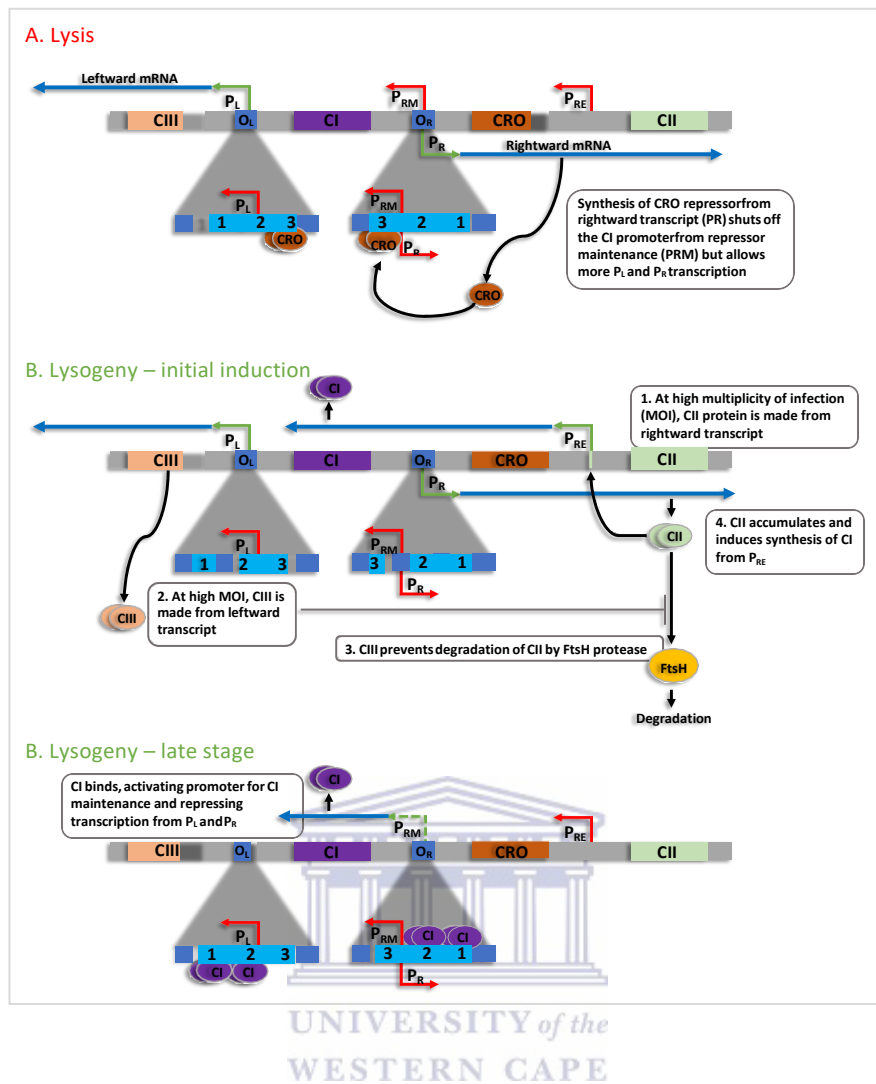 A. Lysis
Leftward mRNA
PL
PRM
PRE
CIII
OL
CI
OR
CRO
CII
PR
Rightward mRNA
PL
1 2 3
CRO
PRM
3 2 1
CRO
PR
CRO
Synthesis of CRO repressorfrom
rightward transcript (PR) shuts off
the CI promoterfrom repressor
maintenance (PRM) but allows
more PL and PR transcription
B. Lysogeny – initial induction
CI
1. At high multiplicity of infection
(MOI), CII protein is made from
rightward transcript
PL
PRE
CIII
OL
CI
OR
CRO
CII
PR
PL
1 2 3
PRM
3 2 1
PR
CII
4. CII accumulates and
induces synthesis of CI
from PRE
CIII
2. At high MOI, CIII is
made from leftward
transcript
3. CIII prevents degradation of CII by FtsH protease
FtsH
Degradation
B. Lysogeny – late stage
CI binds, activating promoter for CI
maintenance and repressing
transcription from PL and PR
CI
PRM
PRE
CIII
OL
CI
OR
CRO
CII
PL
1 2 3
CI CI
PRM
CI CI
3 2 1
PR
UNIVERSITY of the
WESTERN CAPE